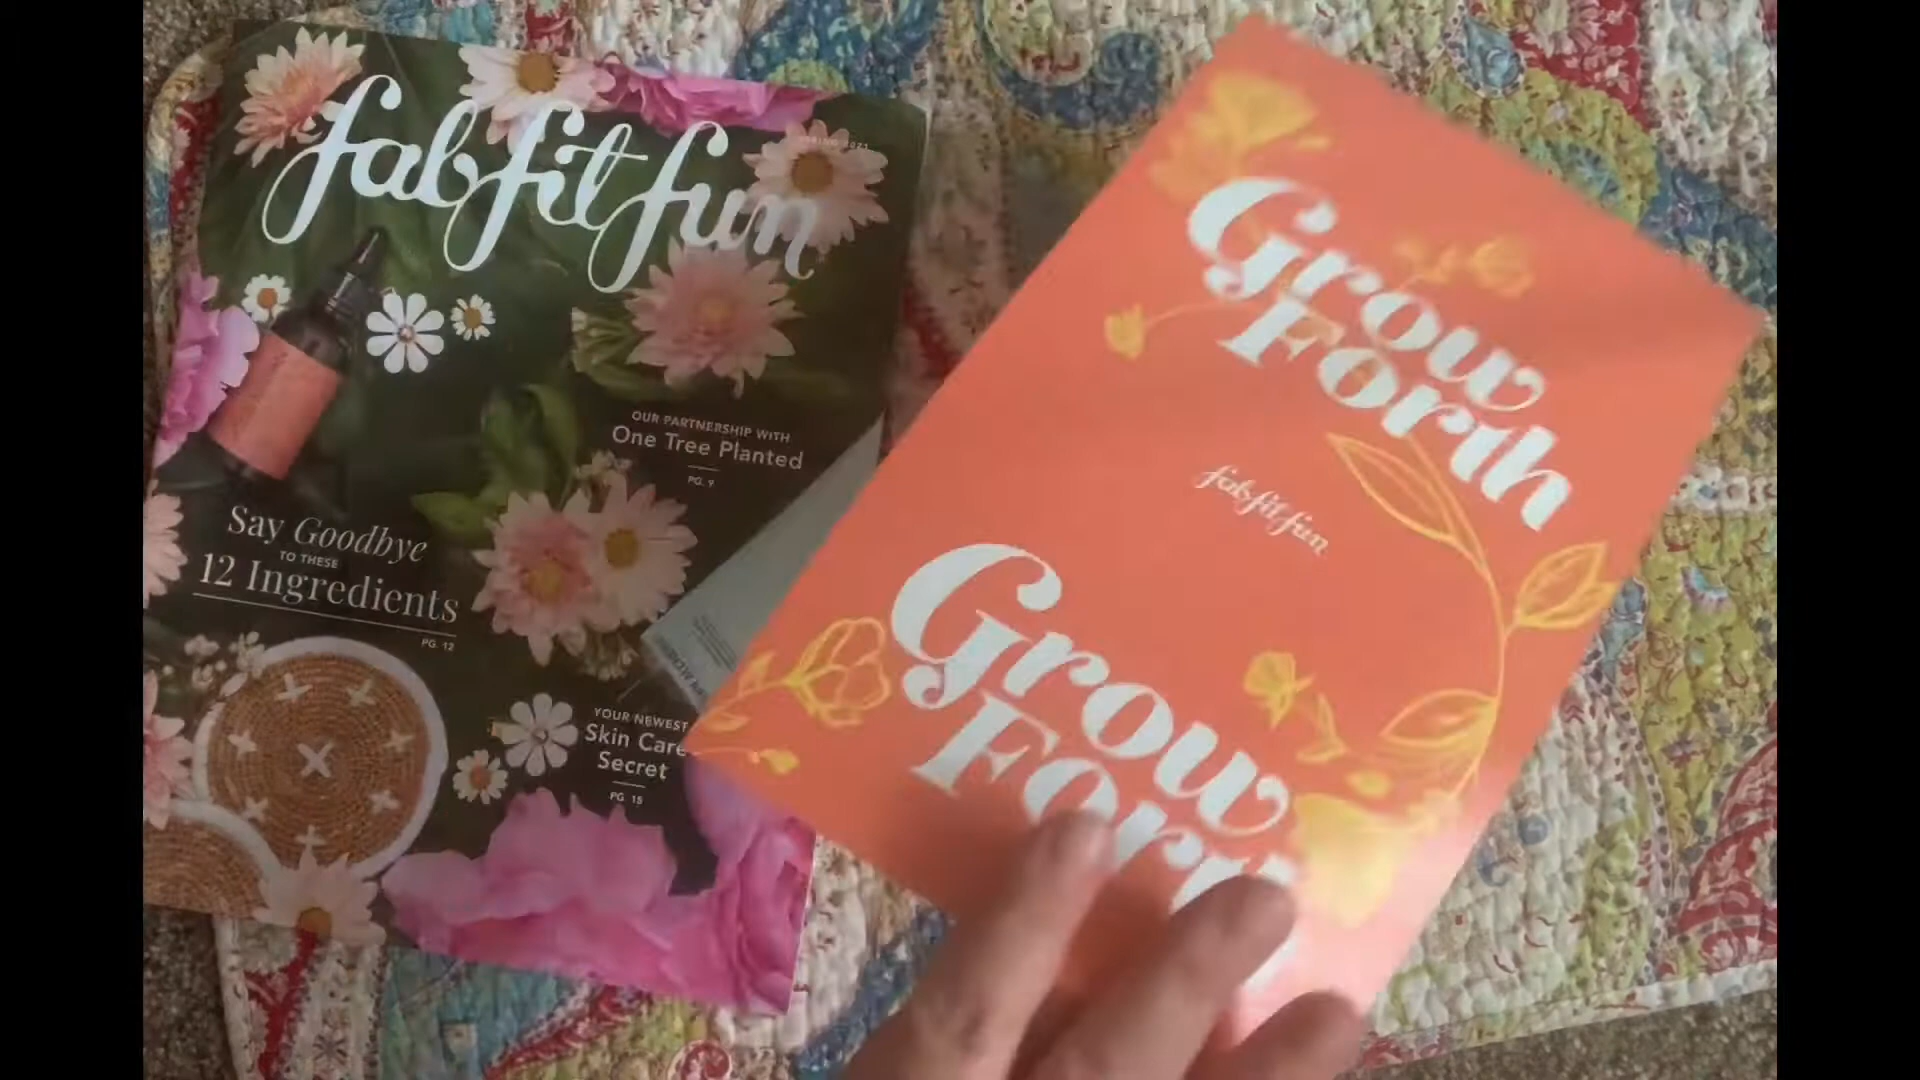 fabfitfun
OUR PARTNERSHIP WITH
One Tree Planted
PG. 9
Say Goodbye
TO THESE
12 Ingredients
PG. 12
YOUR NEWEST
Skin Care
Secret
PG. 15
Grow
Forth
fabfitfun
Grow